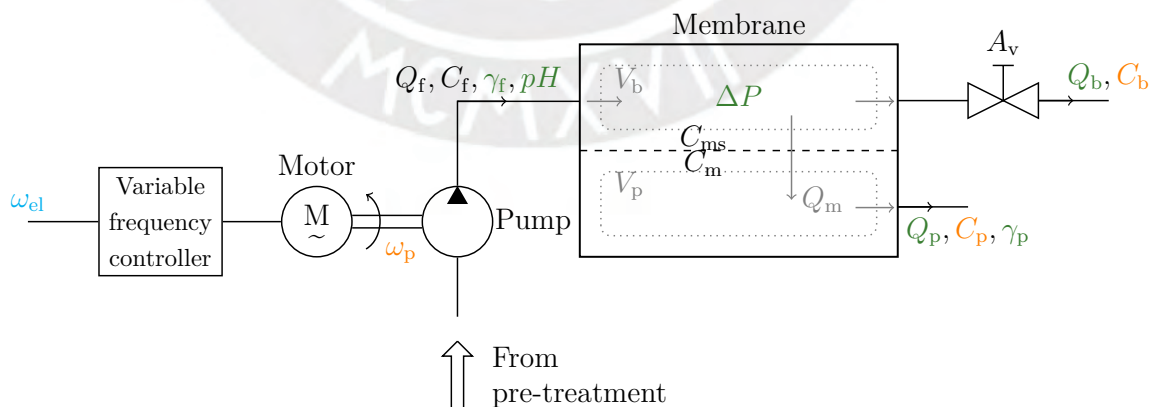 Membrane
A_v
Q_f, C_f, γ_f, pH
V_b
ΔP
Q_b, C_b
C_ms
C_m
Motor
V_p
Q_m
ω_el
Variable
frequency
controller
M
~
ω_p
Pump
Q_p, C_p, γ_p
From
pre-treatment
MCMXVII